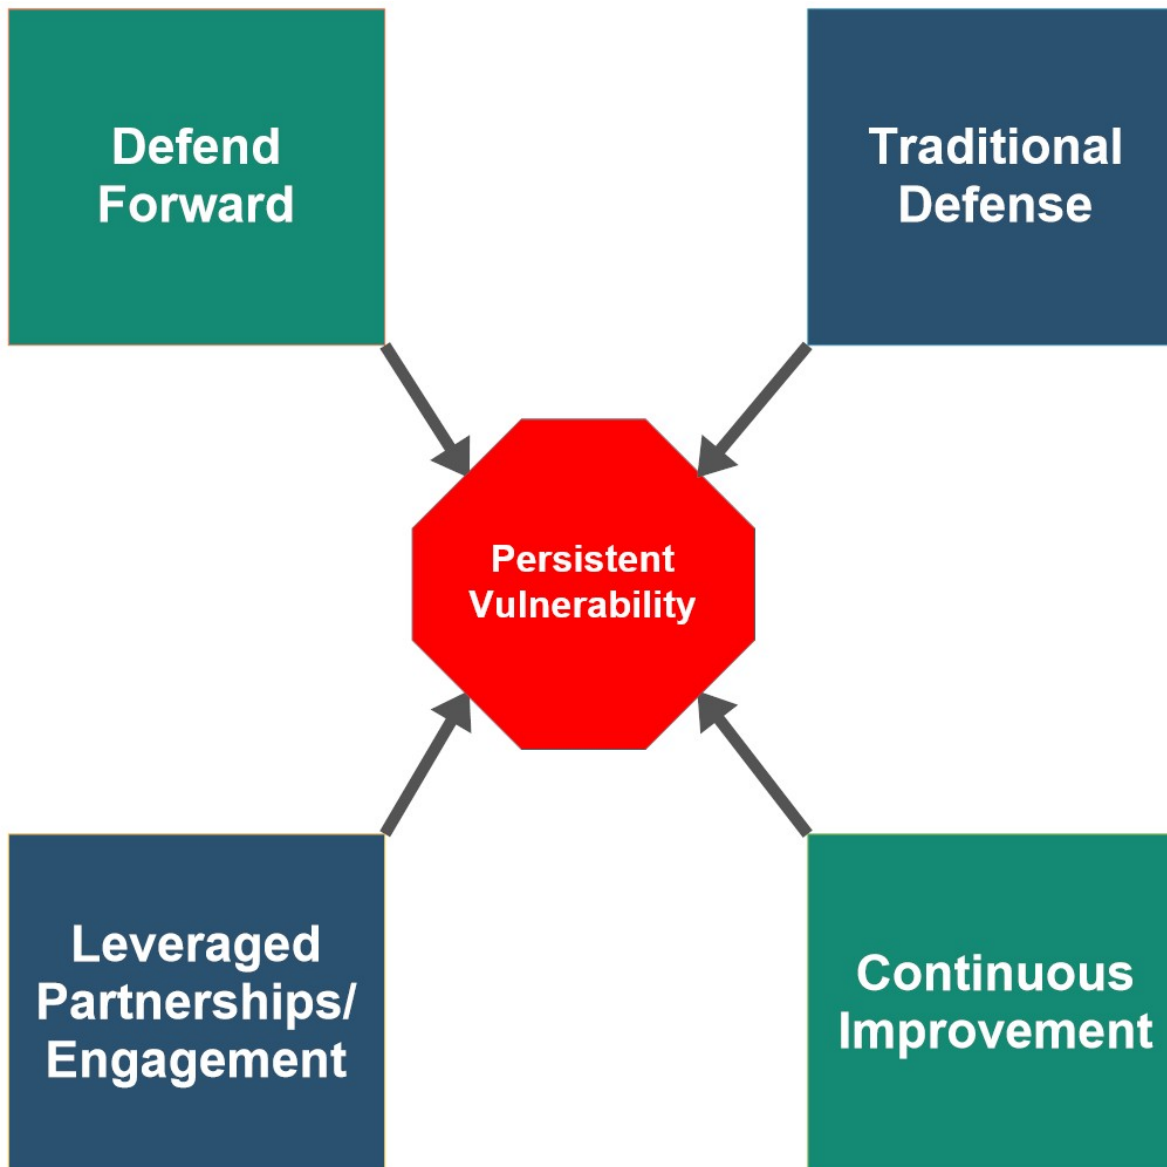 Defend
Forward
Traditional
Defense
Persistent
Vulnerability
Leveraged
Partnerships/
Engagement
Continuous
Improvement